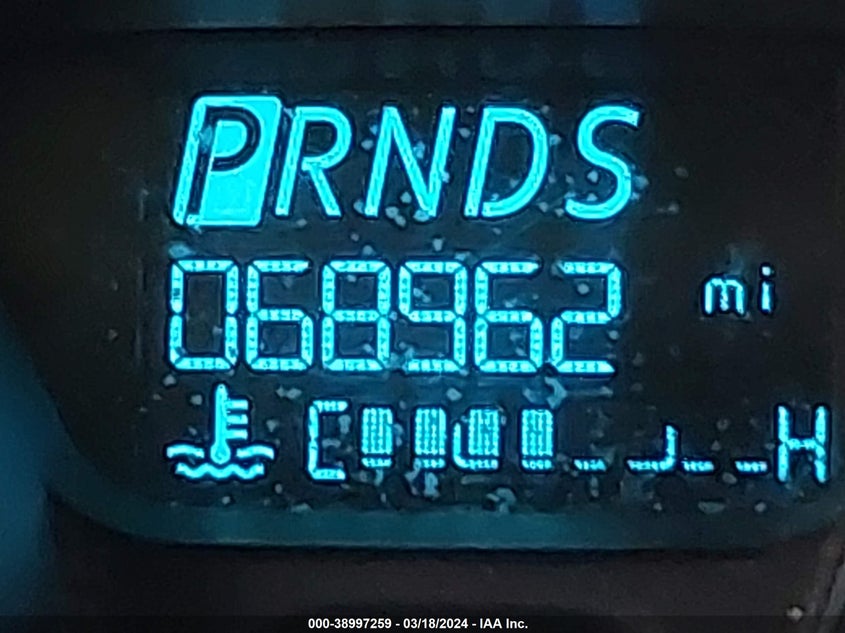 PRNDS
068962 mi
C H
000-38997259 - 03/18/2024 - IAA Inc.